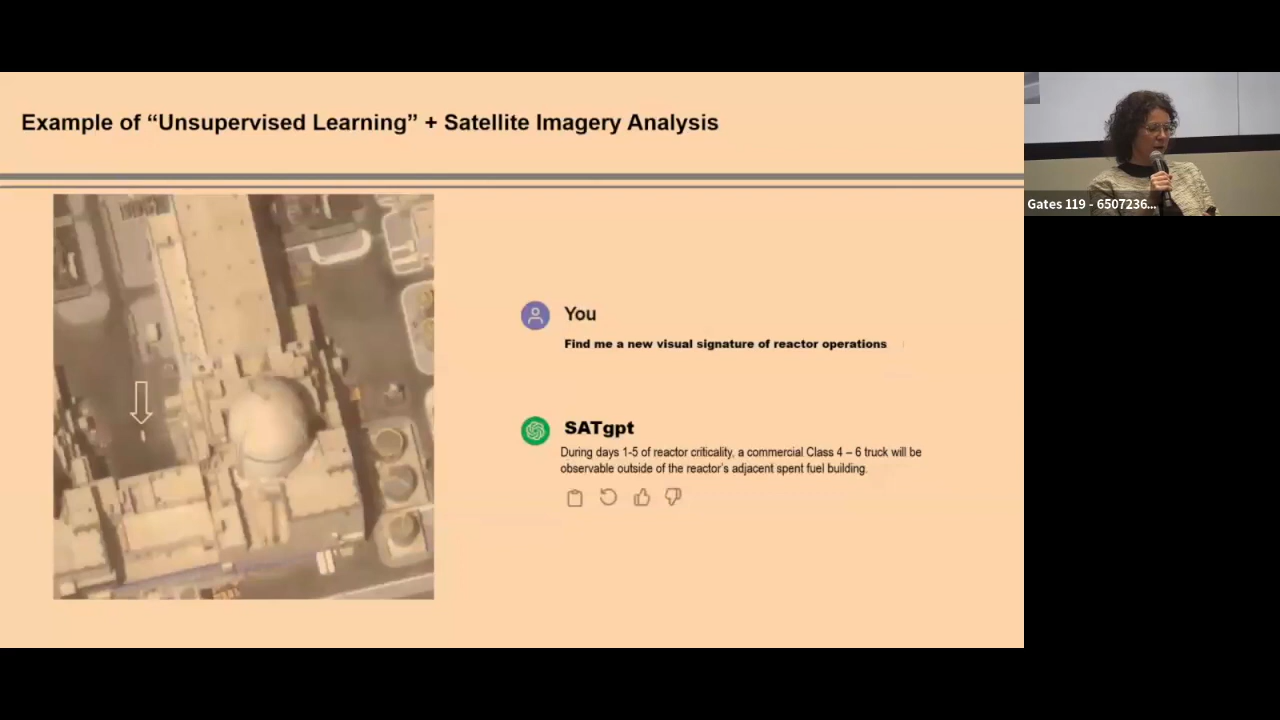 Example of “Unsupervised Learning” + Satellite Imagery Analysis
Gates 119 - 6507236...
You
Find me a new visual signature of reactor operations
SATgpt
During days 1-5 of reactor criticality, a commercial Class 4 – 6 truck will be
observable outside of the reactor’s adjacent spent fuel building.